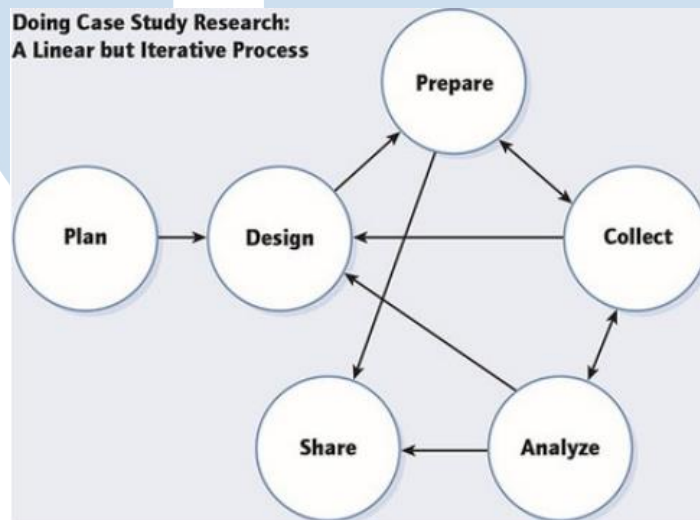 Doing Case Study Research:
A Linear but Iterative Process
Prepare
Plan
Design
Collect
Share
Analyze